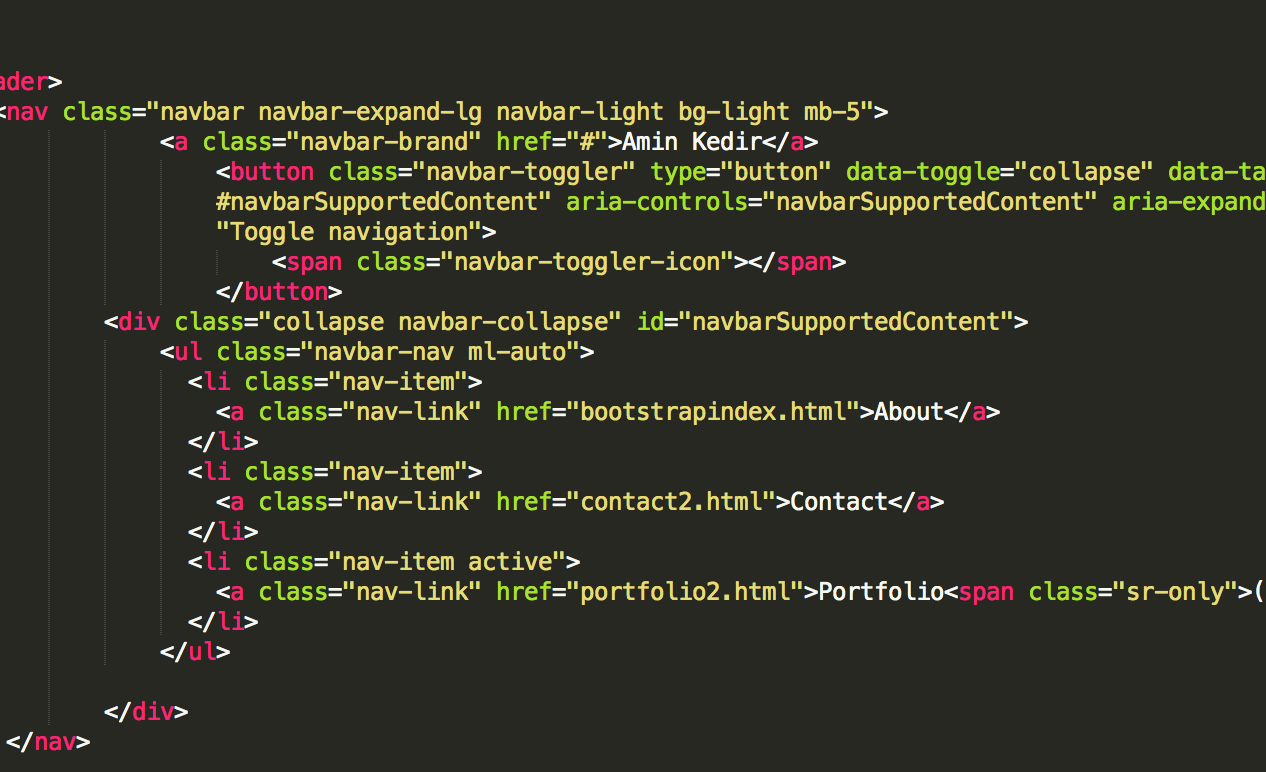 ader>
<nav class="navbar navbar-expand-lg navbar-light bg-light mb-5">
<a class="navbar-brand" href="#">Amin Kedir</a>
<button class="navbar-toggler" type="button" data-toggle="collapse" data-ta
#navbarSupportedContent" aria-controls="navbarSupportedContent" aria-expand
"Toggle navigation">
<span class="navbar-toggler-icon"></span>
</button>
<div class="collapse navbar-collapse" id="navbarSupportedContent">
<ul class="navbar-nav ml-auto">
<li class="nav-item">
<a class="nav-link" href="bootstrapindex.html">About</a>
</li>
<li class="nav-item">
<a class="nav-link" href="contact2.html">Contact</a>
</li>
<li class="nav-item active">
<a class="nav-link" href="portfolio2.html">Portfolio<span class="sr-only">(
</li>
</ul>
</div>
</nav>